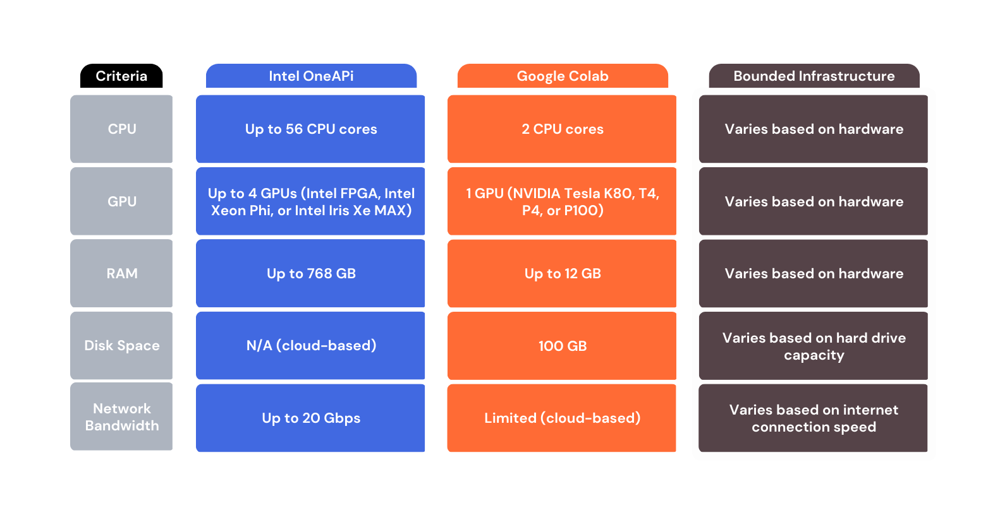 Criteria
Intel OneAPi
Google Colab
Bounded Infrastructure
CPU
Up to 56 CPU cores
2 CPU cores
Varies based on hardware
GPU
Up to 4 GPUs (Intel FPGA, Intel
Xeon Phi, or Intel Iris Xe MAX)
1 GPU (NVIDIA Tesla K80, T4,
P4, or P100)
Varies based on hardware
RAM
Up to 768 GB
Up to 12 GB
Varies based on hardware
Disk Space
N/A (cloud-based)
100 GB
Varies based on hard drive
capacity
Network
Bandwidth
Up to 20 Gbps
Limited (cloud-based)
Varies based on internet
connection speed